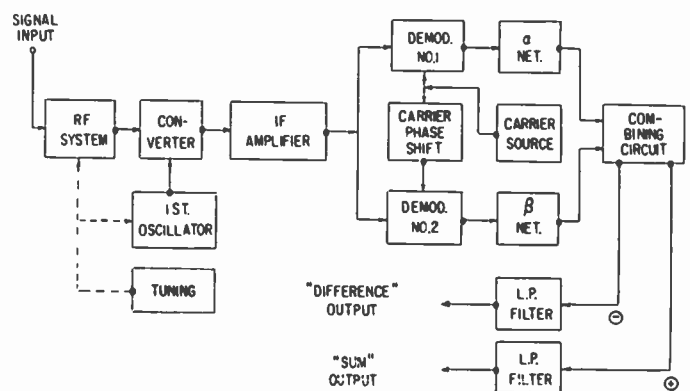 SIGNAL
INPUT
RF
SYSTEM
CON-
VERTER
IF
AMPLIFIER
DEMOD.
NO.1
α
NET.
CARRIER
PHASE
SHIFT
CARRIER
SOURCE
COM-
BINING
CIRCUIT
1ST.
OSCILLATOR
DEMOD.
NO.2
β
NET.
TUNING
"DIFFERENCE"
OUTPUT
L.P.
FILTER
⊖
"SUM"
OUTPUT
L.P.
FILTER
⊕